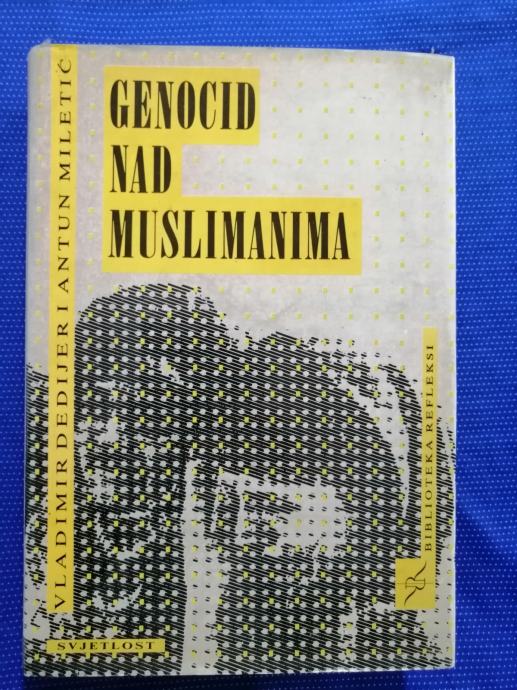 GENOCID
NAD
MUSLIMANIMA
VLADIMIR DEDIJER I ANTUN MILETIĆ
BIBLIOTEKA REFLEKSI
SVJETLOST